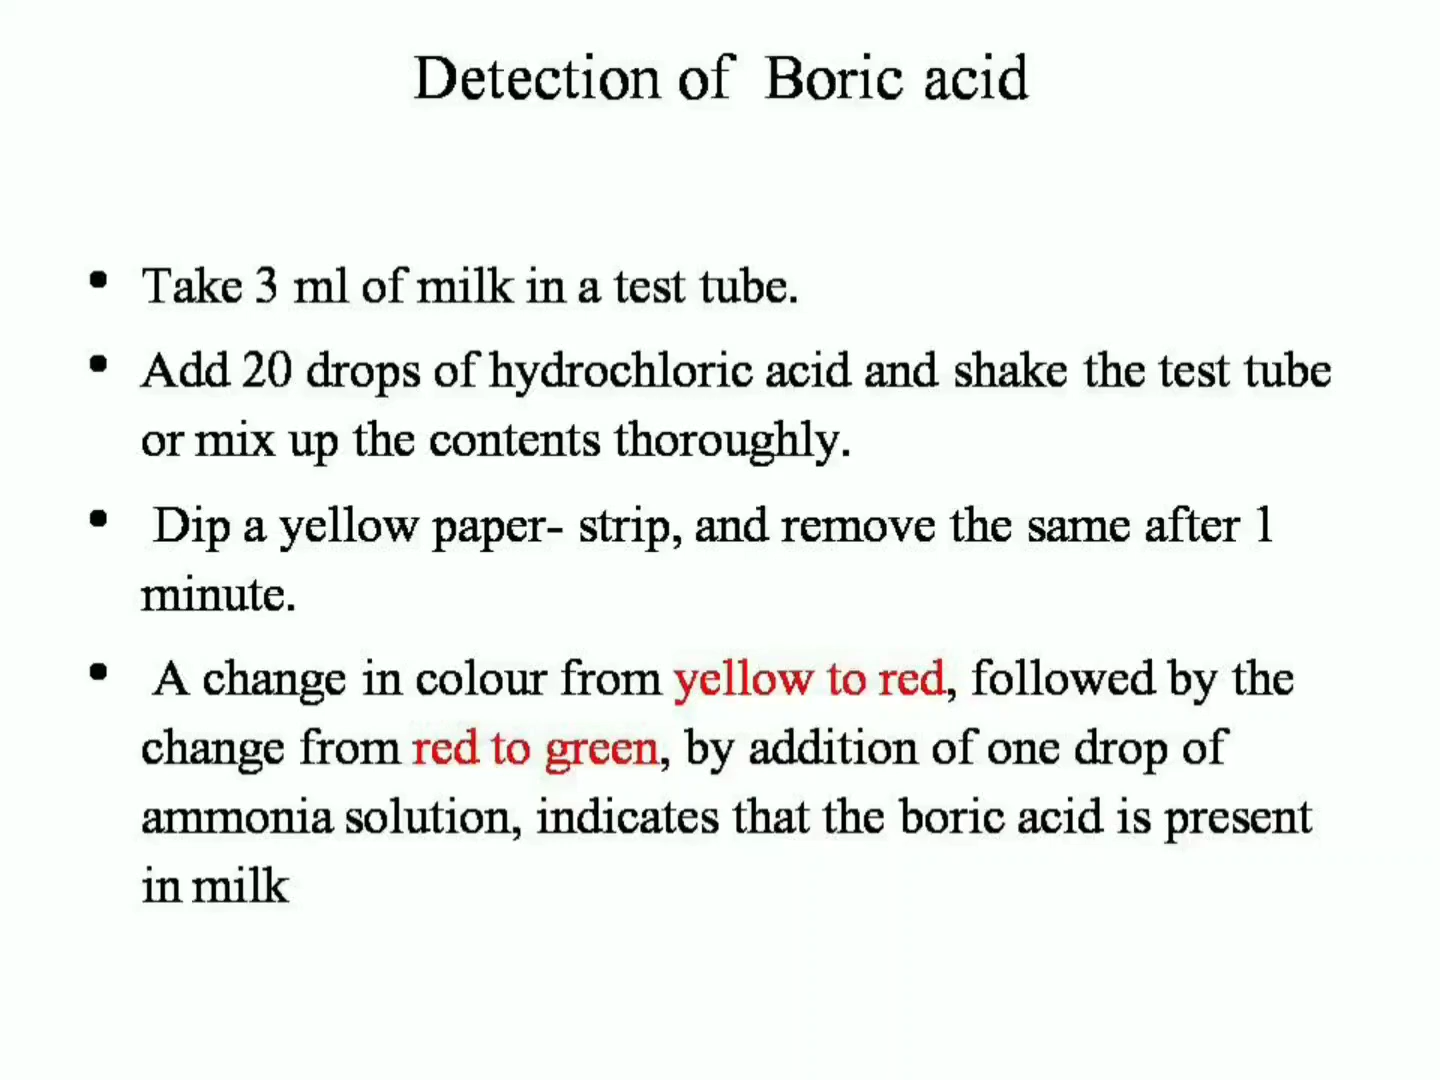 Detection of Boric acid
• Take 3 ml of milk in a test tube.
• Add 20 drops of hydrochloric acid and shake the test tube
or mix up the contents thoroughly.
• Dip a yellow paper- strip, and remove the same after 1
minute.
• A change in colour from yellow to red, followed by the
change from red to green, by addition of one drop of
ammonia solution, indicates that the boric acid is present
in milk